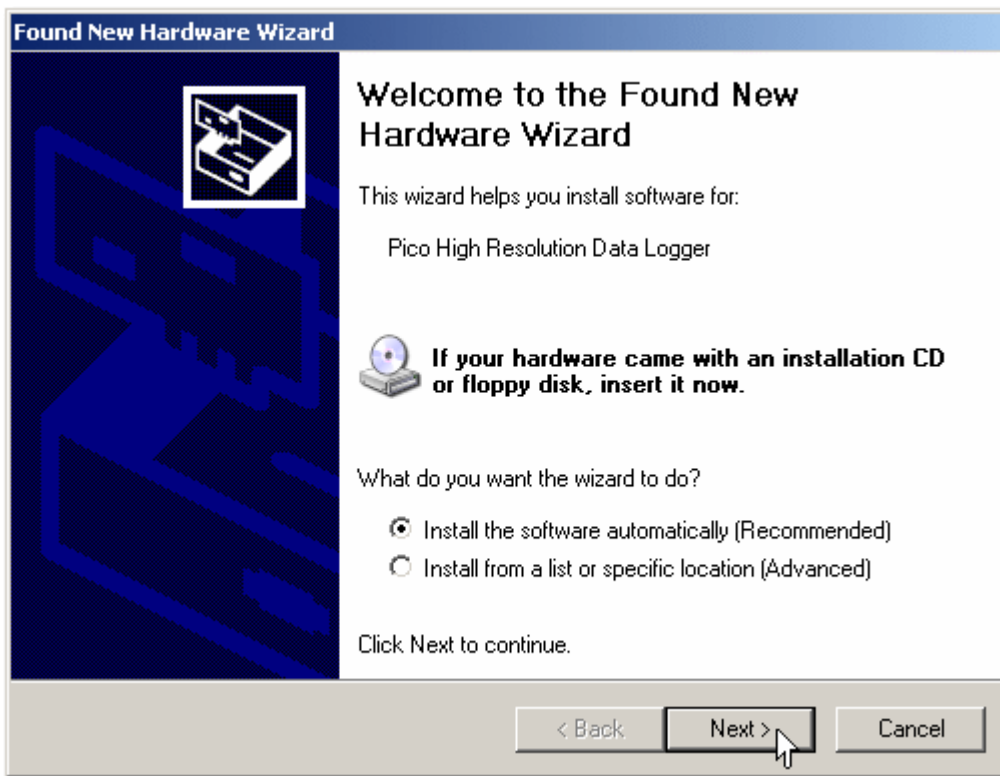 Found New Hardware Wizard
Welcome to the Found New
Hardware Wizard
This wizard helps you install software for:
Pico High Resolution Data Logger
If your hardware came with an installation CD
or floppy disk, insert it now.
What do you want the wizard to do?
Install the software automatically (Recommended)
Install from a list or specific location (Advanced)
Click Next to continue.
< Back Next > Cancel